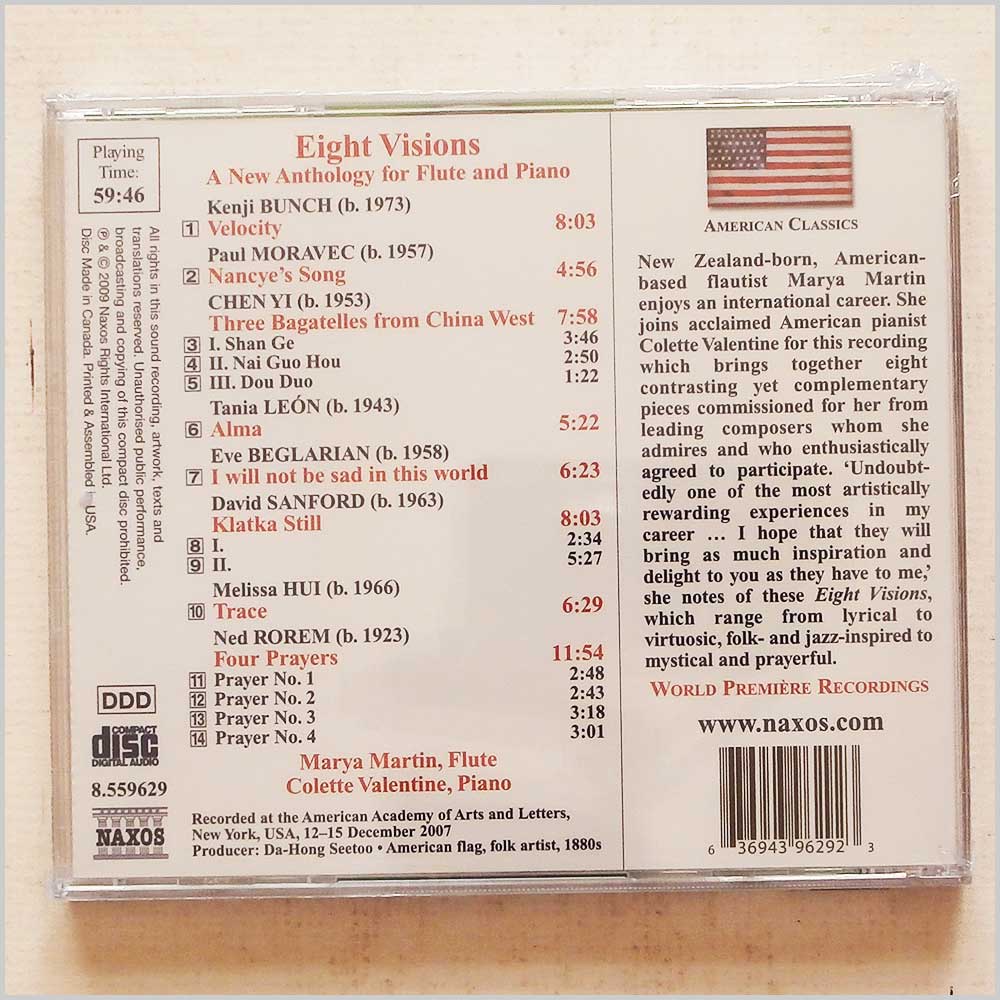 Playing
Time:
59:46
All rights in this sound recording, artwork, texts and
translations reserved. Unauthorised public performance,
broadcasting and copying of this compact disc prohibited.
℗ & © 2009 Naxos Rights International Ltd.
Disc Made in Canada. Printed & Assembled in USA.
DDD
COMPACT
disc
DIGITAL AUDIO
8.559629
NAXOS
Eight Visions
A New Anthology for Flute and Piano
Kenji BUNCH (b. 1973)
1 Velocity 8:03
Paul MORAVEC (b. 1957)
2 Nancye's Song 4:56
CHEN YI (b. 1953)
Three Bagatelles from China West 7:58
3 I. Shan Ge 3:46
4 II. Nai Guo Hou 2:50
5 III. Dou Duo 1:22
Tania LEÓN (b. 1943)
6 Alma 5:22
Eve BEGLARIAN (b. 1958)
7 I will not be sad in this world 6:23
David SANFORD (b. 1963)
Klatka Still 8:03
8 I. 2:34
9 II. 5:27
Melissa HUI (b. 1966)
10 Trace 6:29
Ned ROREM (b. 1923)
Four Prayers 11:54
11 Prayer No. 1 2:48
12 Prayer No. 2 2:43
13 Prayer No. 3 3:18
14 Prayer No. 4 3:01
Marya Martin, Flute
Colette Valentine, Piano
Recorded at the American Academy of Arts and Letters,
New York, USA, 12–15 December 2007
Producer: Da-Hong Seetoo • American flag, folk artist, 1880s
AMERICAN CLASSICS
New Zealand-born, American-
based flautist Marya Martin
enjoys an international career. She
joins acclaimed American pianist
Colette Valentine for this recording
which brings together eight
contrasting yet complementary
pieces commissioned for her from
leading composers whom she
admires and who enthusiastically
agreed to participate. 'Undoubt-
edly one of the most artistically
rewarding experiences in my
career … I hope that they will
bring as much inspiration and
delight to you as they have to me,'
she notes of these Eight Visions,
which range from lyrical to
virtuosic, folk- and jazz-inspired to
mystical and prayerful.
WORLD PREMIÈRE RECORDINGS
www.naxos.com
6 36943 96292 3